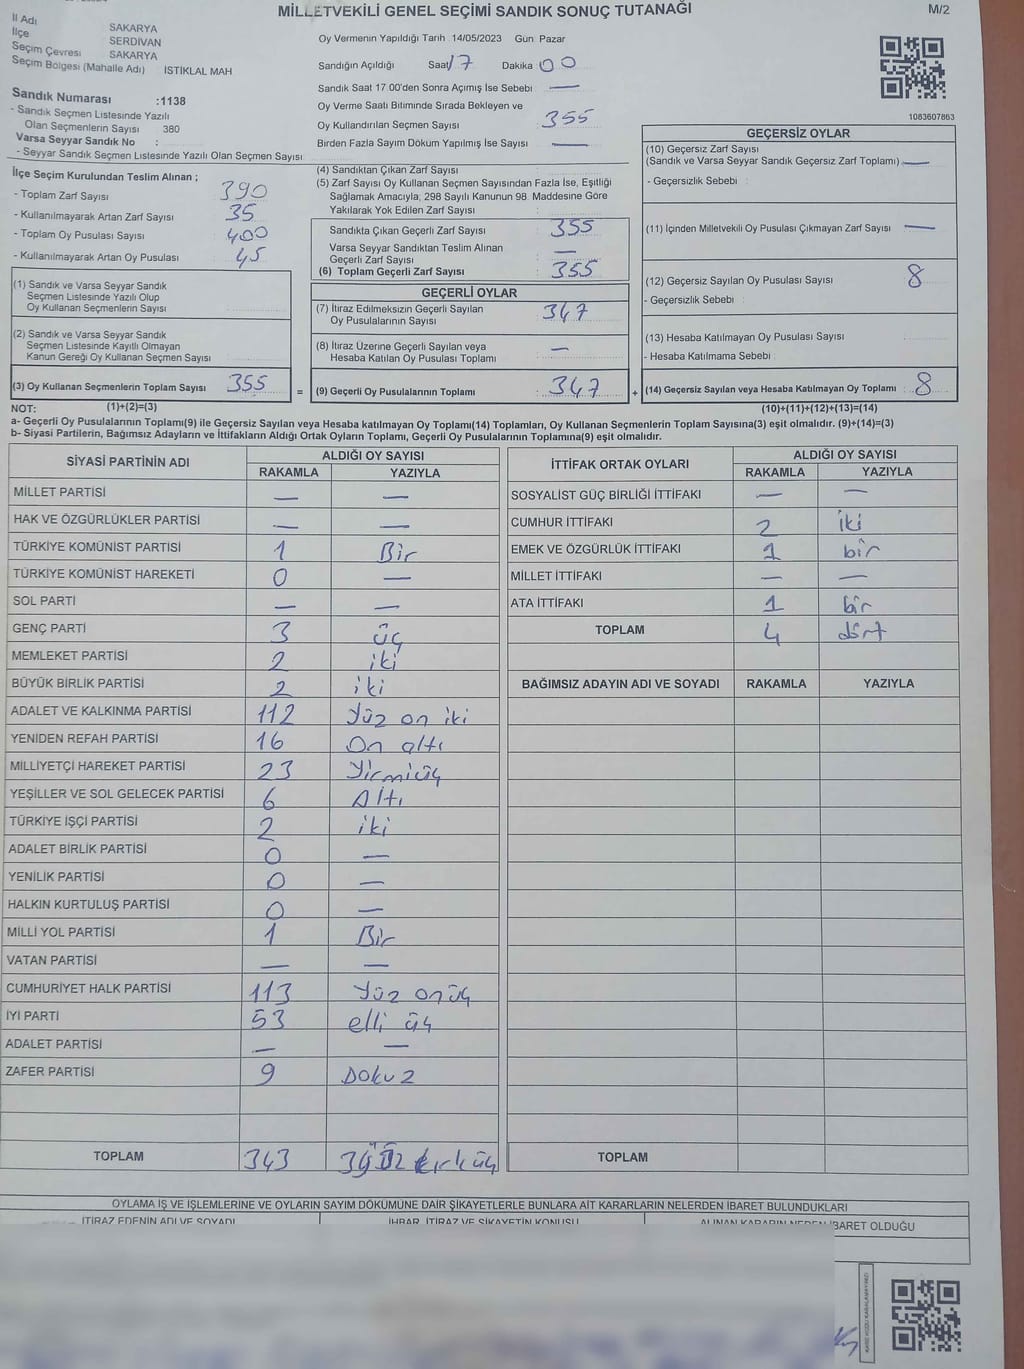 MİLLETVEKİLİ GENEL SEÇİMİ SANDIK SONUÇ TUTANAĞI
M/2
İl Adı SAKARYA
İlçe SERDİVAN
Seçim Çevresi SAKARYA
Seçim Bölgesi (Mahalle Adı) İSTİKLAL MAH
Sandık Numarası :1138
- Sandık Seçmen Listesinde Yazılı
Olan Seçmenlerin Sayısı : 380
Varsa Seyyar Sandık No :
- Seyyar Sandık Seçmen Listesinde Yazılı Olan Seçmen Sayısı :
Oy Vermenin Yapıldığı Tarih 14/05/2023 Gün Pazar
Sandığın Açıldığı Saat 17 Dakika 00
Sandık Saat 17.00'den Sonra Açımış İse Sebebi —
Oy Verme Saati Bitiminde Sırada Bekleyen ve
Oy Kullandırılan Seçmen Sayısı 355
Birden Fazla Sayım Döküm Yapılmış İse Sayısı —
1083607863
İlçe Seçim Kurulundan Teslim Alınan ;
- Toplam Zarf Sayısı 390
- Kullanılmayarak Artan Zarf Sayısı 35
- Toplam Oy Pusulası Sayısı 400
- Kullanılmayarak Artan Oy Pusulası 45
(1) Sandık ve Varsa Seyyar Sandık
Seçmen Listesinde Yazılı Olup
Oy Kullanan Seçmenlerin Sayısı
(2) Sandık ve Varsa Seyyar Sandık
Seçmen Listesinde Kayıtlı Olmayan
Kanun Gereği Oy Kullanan Seçmen Sayısı
(3) Oy Kullanan Seçmenlerin Toplam Sayısı 355 =
(4) Sandıktan Çıkan Zarf Sayısı :
(5) Zarf Sayısı Oy Kullanan Seçmen Sayısından Fazla İse, Eşitliği
Sağlamak Amacıyla, 298 Sayılı Kanunun 98. Maddesine Göre
Yakılarak Yok Edilen Zarf Sayısı :
Sandıkta Çıkan Geçerli Zarf Sayısı 355
Varsa Seyyar Sandıktan Teslim Alınan
Geçerli Zarf Sayısı —
(6) Toplam Geçerli Zarf Sayısı : 355
GEÇERLİ OYLAR
(7) İtiraz Edilmeksizin Geçerli Sayılan
Oy Pusulalarının Sayısı 347
(8) İtiraz Üzerine Geçerli Sayılan veya
Hesaba Katılan Oy Pusulası Toplamı —
(9) Geçerli Oy Pusulalarının Toplamı : 347 +
GEÇERSİZ OYLAR
(10) Geçersiz Zarf Sayısı
(Sandık ve Varsa Seyyar Sandık Geçersiz Zarf Toplamı) —
- Geçersizlik Sebebi :
(11) İçinden Milletvekili Oy Pusulası Çıkmayan Zarf Sayısı —
(12) Geçersiz Sayılan Oy Pusulası Sayısı 8
- Geçersizlik Sebebi :
(13) Hesaba Katılmayan Oy Pusulası Sayısı
- Hesaba Katılmama Sebebi
(14) Geçersiz Sayılan veya Hesaba Katılmayan Oy Toplamı : 8
NOT: (1)+(2)=(3) (10)+(11)+(12)+(13)=(14)
a- Geçerli Oy Pusulalarının Toplamı(9) ile Geçersiz Sayılan veya Hesaba katılmayan Oy Toplamı(14) Toplamları, Oy Kullanan Seçmenlerin Toplam Sayısına(3) eşit olmalıdır. (9)+(14)=(3)
b- Siyasi Partilerin, Bağımsız Adayların ve İttifakların Aldığı Ortak Oyların Toplamı, Geçerli Oy Pusulalarının Toplamına(9) eşit olmalıdır.
SİYASİ PARTİNİN ADI ALDIĞI OY SAYISI
RAKAMLA YAZIYLA
MİLLET PARTİSİ — —
HAK VE ÖZGÜRLÜKLER PARTİSİ — —
TÜRKİYE KOMÜNİST PARTİSİ 1 Bir
TÜRKİYE KOMÜNİST HAREKETİ 0 —
SOL PARTİ — —
GENÇ PARTİ 3 üç
MEMLEKET PARTİSİ 2 iki
BÜYÜK BİRLİK PARTİSİ 2 iki
ADALET VE KALKINMA PARTİSİ 112 Yüz on iki
YENİDEN REFAH PARTİSİ 16 On altı
MİLLİYETÇİ HAREKET PARTİSİ 23 Yirmiüç
YEŞİLLER VE SOL GELECEK PARTİSİ 6 Altı
TÜRKİYE İŞÇİ PARTİSİ 2 iki
ADALET BİRLİK PARTİSİ 0 —
YENİLİK PARTİSİ 0 —
HALKIN KURTULUŞ PARTİSİ 0 —
MİLLİ YOL PARTİSİ 1 Bir
VATAN PARTİSİ — —
CUMHURİYET HALK PARTİSİ 113 Yüz onüç
İYİ PARTİ 53 elli üç
ADALET PARTİSİ — —
ZAFER PARTİSİ 9 Dokuz
TOPLAM 343 3yüz kırk üç
İTTİFAK ORTAK OYLARI ALDIĞI OY SAYISI
RAKAMLA YAZIYLA
SOSYALİST GÜÇ BİRLİĞİ İTTİFAKI — —
CUMHUR İTTİFAKI 2 iki
EMEK VE ÖZGÜRLÜK İTTİFAKI 1 bir
MİLLET İTTİFAKI — —
ATA İTTİFAKI 1 bir
TOPLAM 4 dört
BAĞIMSIZ ADAYIN ADI VE SOYADI RAKAMLA YAZIYLA
TOPLAM
OYLAMA İŞ VE İŞLEMLERİNE VE OYLARIN SAYIM DÖKÜMÜNE DAİR ŞİKAYETLERLE BUNLARA AİT KARARLARIN NELERDEN İBARET BULUNDUKLARI
İTİRAZ EDENİN ADI VE SOYADI İHBAR, İTİRAZ VE ŞİKAYETİN KONUSU ALINAN KARARIN NEDEN İBARET OLDUĞU